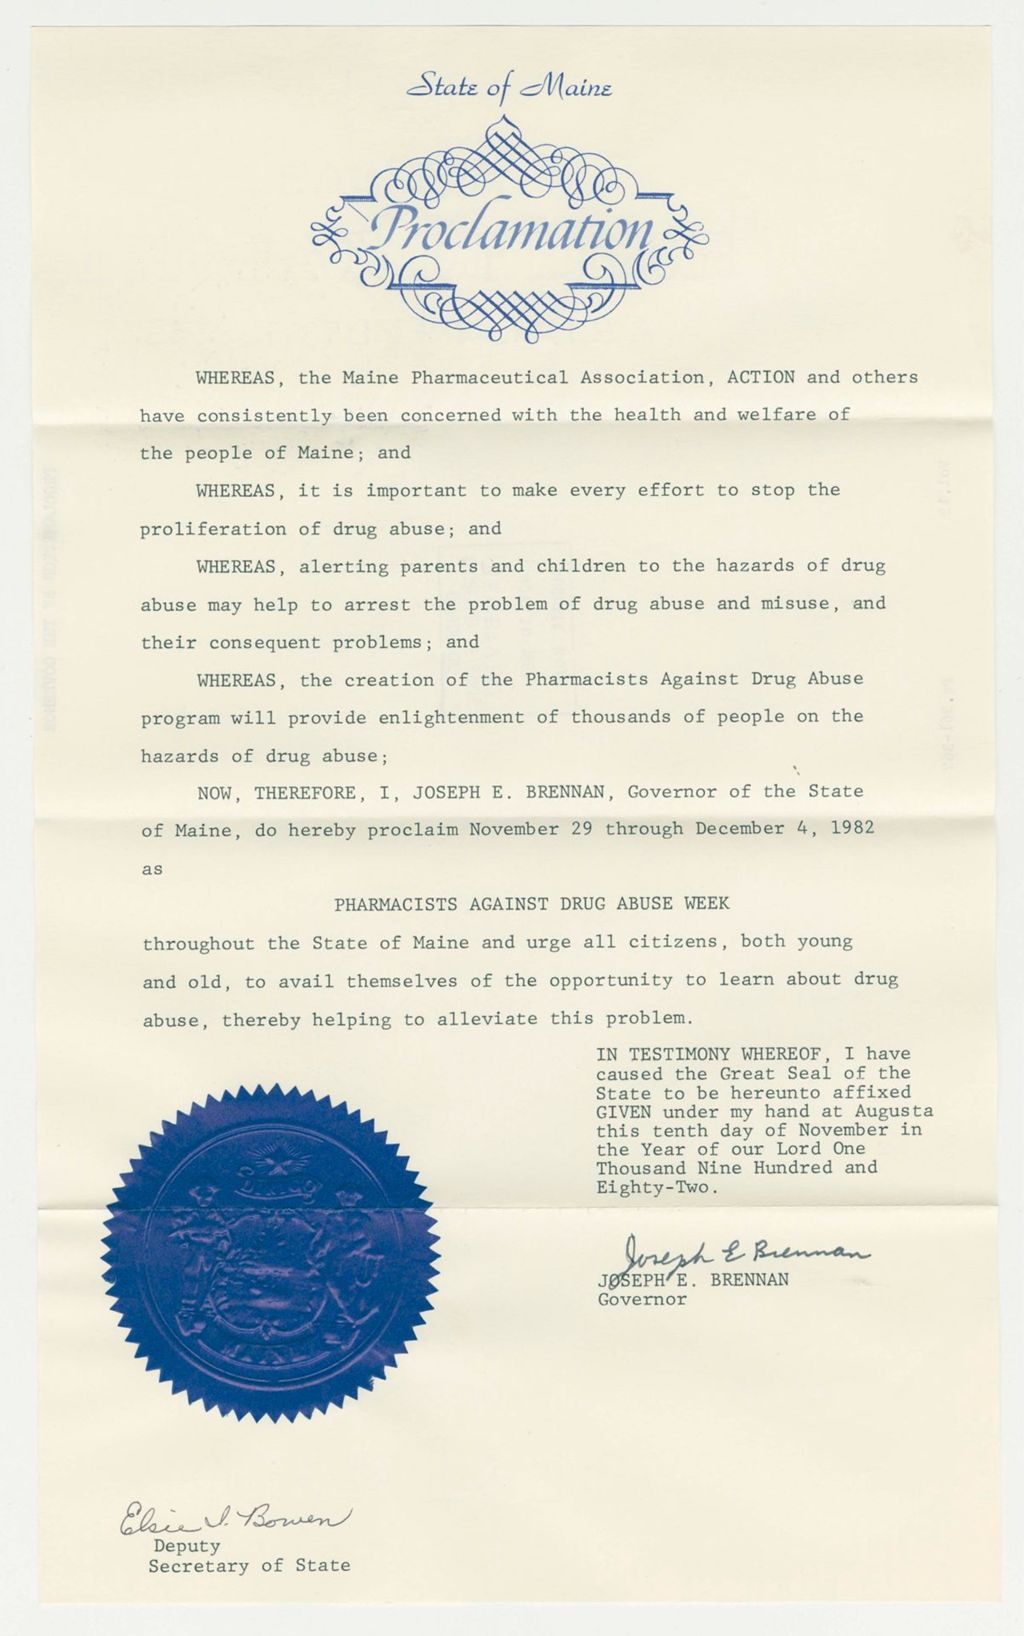 State of Maine
Proclamation
WHEREAS, the Maine Pharmaceutical Association, ACTION and others
have consistently been concerned with the health and welfare of
the people of Maine; and
WHEREAS, it is important to make every effort to stop the
proliferation of drug abuse; and
WHEREAS, alerting parents and children to the hazards of drug
abuse may help to arrest the problem of drug abuse and misuse, and
their consequent problems; and
WHEREAS, the creation of the Pharmacists Against Drug Abuse
program will provide enlightenment of thousands of people on the
hazards of drug abuse;
NOW, THEREFORE, I, JOSEPH E. BRENNAN, Governor of the State
of Maine, do hereby proclaim November 29 through December 4, 1982
as
PHARMACISTS AGAINST DRUG ABUSE WEEK
throughout the State of Maine and urge all citizens, both young
and old, to avail themselves of the opportunity to learn about drug
abuse, thereby helping to alleviate this problem.
IN TESTIMONY WHEREOF, I have
caused the Great Seal of the
State to be hereunto affixed
GIVEN under my hand at Augusta
this tenth day of November in
the Year of our Lord One
Thousand Nine Hundred and
Eighty-Two.
Joseph E Brennan
JOSEPH E. BRENNAN
Governor
DIRIGO
MAINE
Elsie I. Bowen
Deputy
Secretary of State